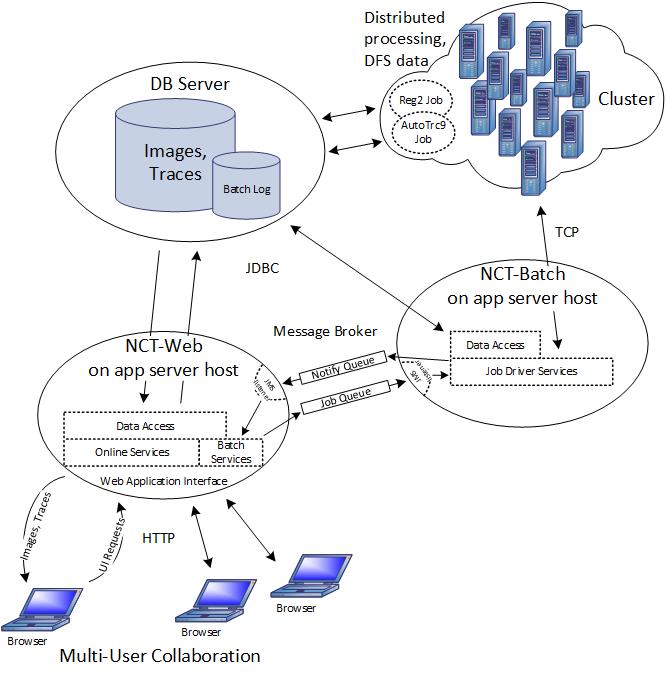 Distributed
processing,
DFS data
DB Server
Images,
Traces
Batch Log
Reg2 Job
AutoTrc9
Job
Cluster
TCP
JDBC
NCT-Batch
on app server host
Data Access
Job Driver Services
JMS
listener
Message Broker
Notify Queue
Job Queue
NCT-Web
on app server host
JMS
listener
Data Access
Online Services
Batch
Services
Web Application Interface
Images, Traces
UI Requests
HTTP
Browser
Browser
Browser
Multi-User Collaboration